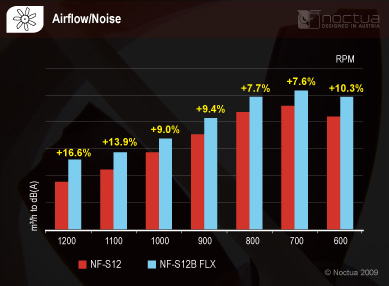 Airflow/Noise
noctua
DESIGNED IN AUSTRIA
RPM
+16.6%
+13.9%
+9.0%
+9.4%
+7.7%
+7.6%
+10.3%
m³/h to dB(A)
1200 1100 1000 900 800 700 600
NF-S12 NF-S12B FLX
© Noctua 2009